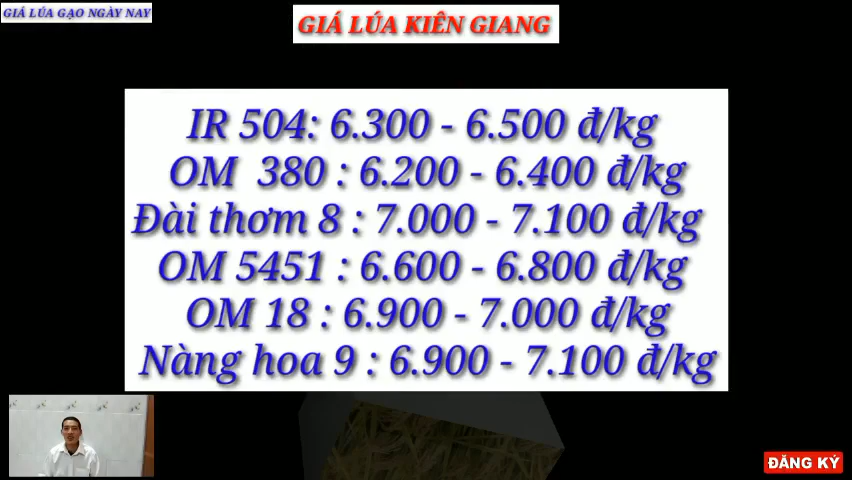 GIÁ LÚA GẠO NGÀY NAY
GIÁ LÚA KIÊN GIANG
IR 504: 6.300 - 6.500 đ/kg
OM 380 : 6.200 - 6.400 đ/kg
Đài thơm 8 : 7.000 - 7.100 đ/kg
OM 5451 : 6.600 - 6.800 đ/kg
OM 18 : 6.900 - 7.000 đ/kg
Nàng hoa 9 : 6.900 - 7.100 đ/kg
ĐĂNG KÝ